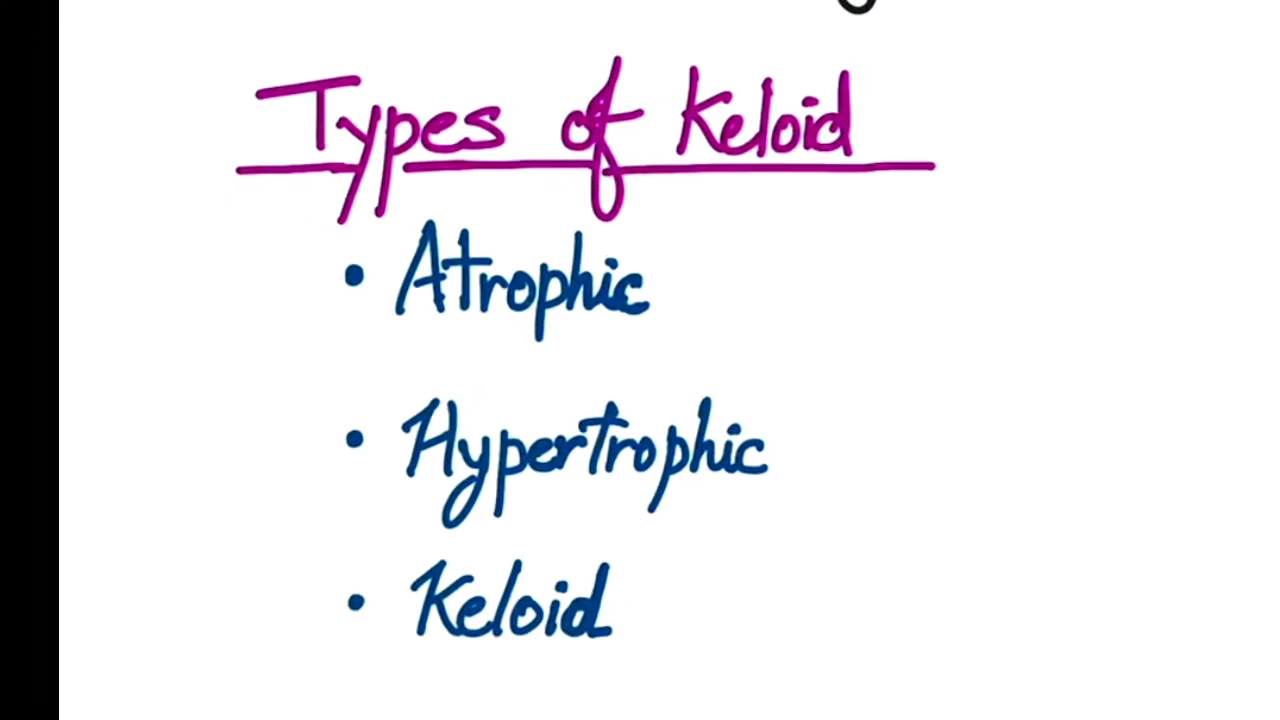 Types of Keloid
• Atrophic
• Hypertrophic
• Keloid